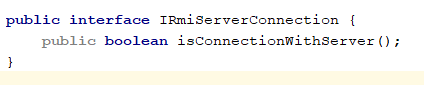 public interface IRmiServerConnection {
    public boolean isConnectionWithServer();
}